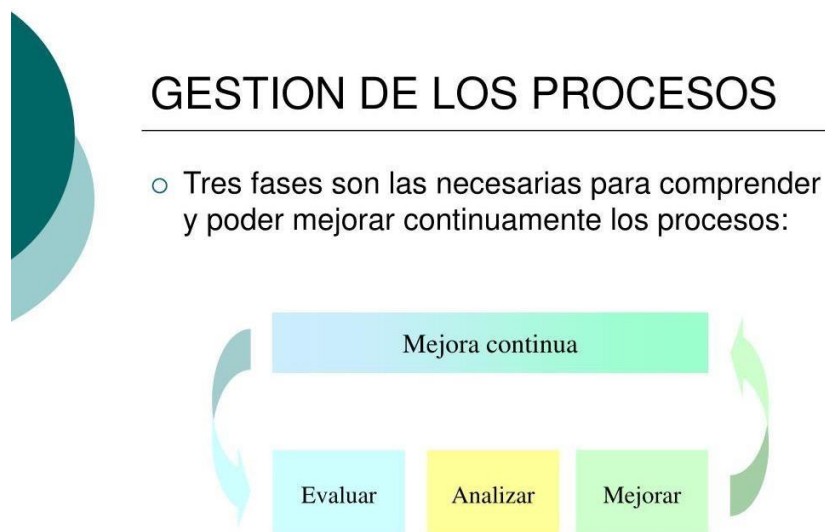 GESTION DE LOS PROCESOS
Tres fases son las necesarias para comprender
y poder mejorar continuamente los procesos:
Mejora continua
Evaluar
Analizar
Mejorar